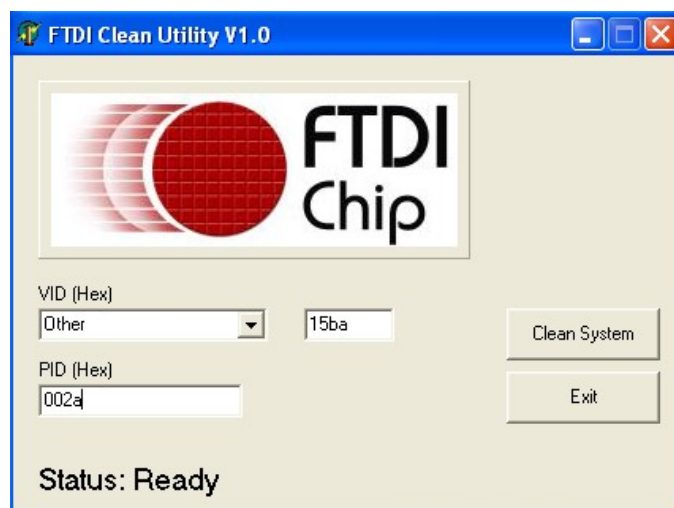 FTDI Clean Utility V1.0
FTDI
Chip
VID (Hex)
Other
15ba
Clean System
PID (Hex)
002a
Exit
Status: Ready